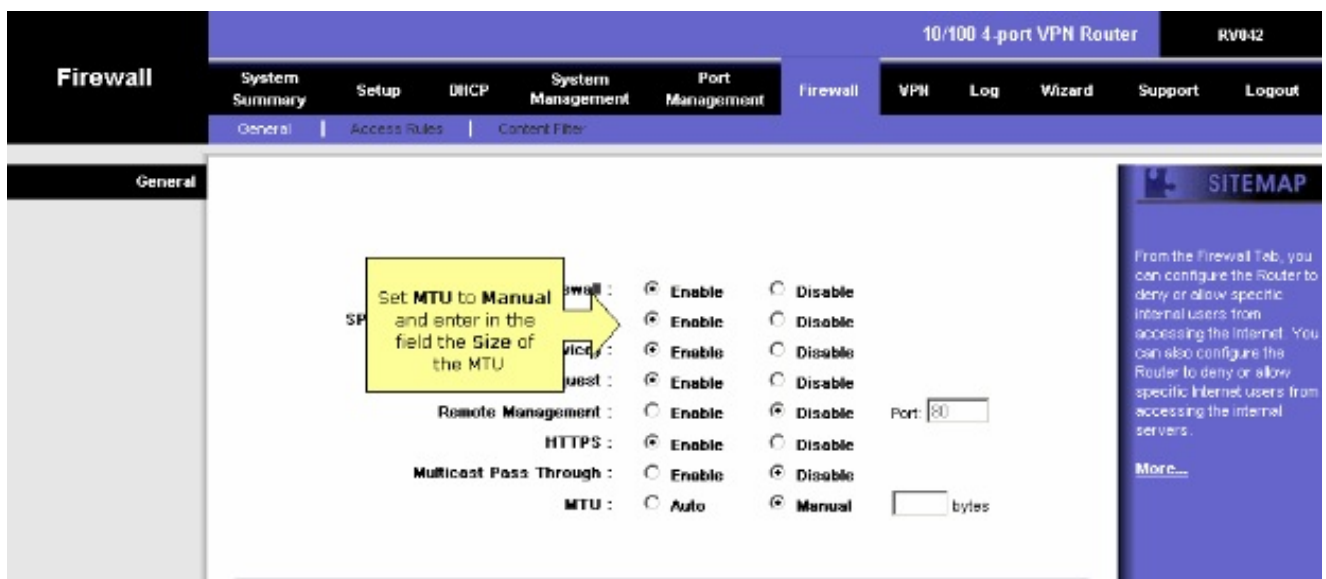 10/100 4-port VPN Router
RV042
Firewall
System Summary
Setup
DHCP
System Management
Port Management
Firewall
VPN
Log
Wizard
Support
Logout
General | Access Rules | Content Filter
General
SITEMAP
From the Firewall Tab, you
can configure the Router to
deny or allow specific
internal users from
accessing the Internet. You
can also configure the
Router to deny or allow
specific Internet users from
accessing the internal
servers.
More...
Set MTU to Manual
and enter in the
field the Size of
the MTU
Enable Disable
SP Enable Disable
Enable Disable
Enable Disable
Remote Management : Enable Disable Port: 80
HTTPS : Enable Disable
Multicast Pass Through : Enable Disable
MTU : Auto Manual bytes